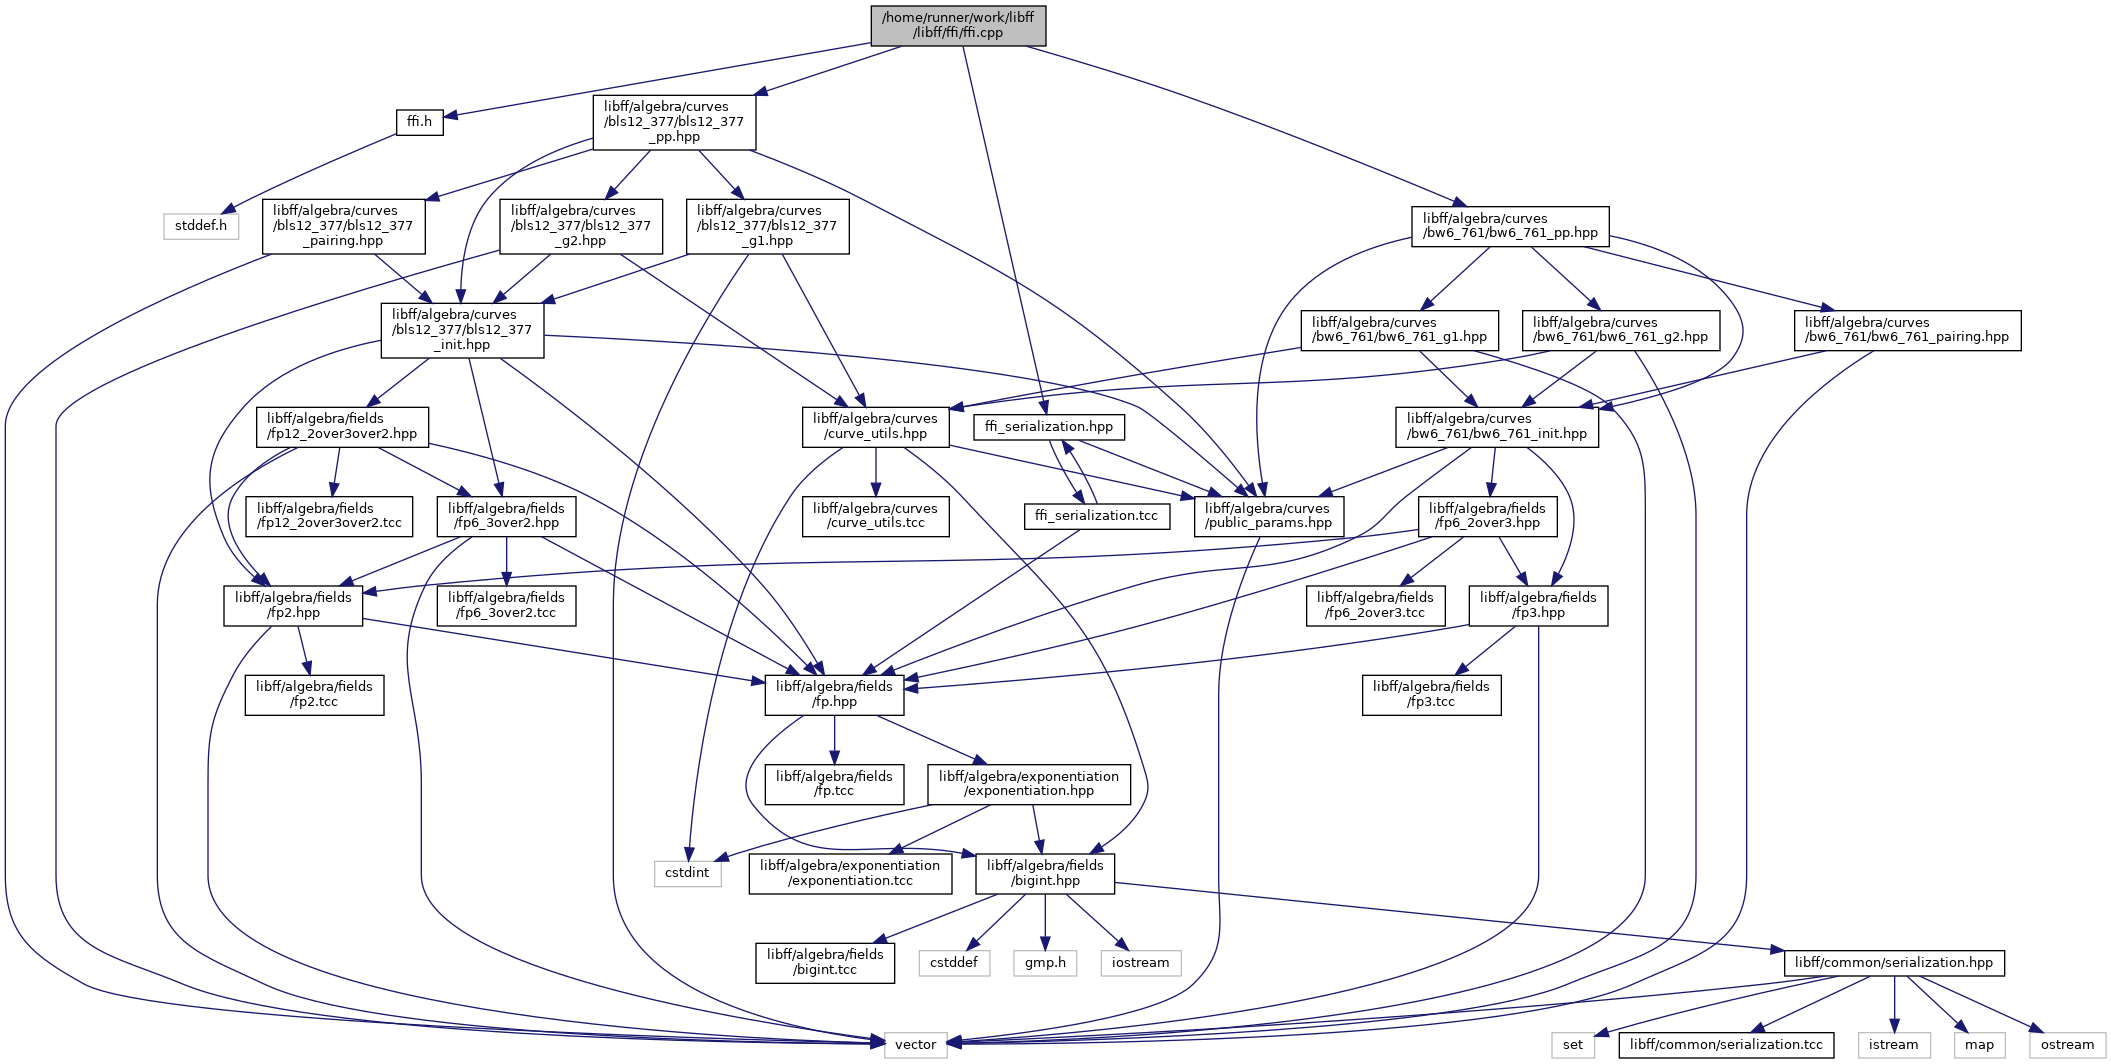 /home/runner/work/libff
/libff/ffi/ffi.cpp
ffi.h
libff/algebra/curves
/bls12_377/bls12_377
_pp.hpp
stddef.h
libff/algebra/curves
/bls12_377/bls12_377
_pairing.hpp
libff/algebra/curves
/bls12_377/bls12_377
_g2.hpp
libff/algebra/curves
/bls12_377/bls12_377
_g1.hpp
libff/algebra/curves
/bw6_761/bw6_761_pp.hpp
libff/algebra/curves
/bls12_377/bls12_377
_init.hpp
libff/algebra/curves
/bw6_761/bw6_761_g1.hpp
libff/algebra/curves
/bw6_761/bw6_761_g2.hpp
libff/algebra/curves
/bw6_761/bw6_761_pairing.hpp
libff/algebra/fields
/fp12_2over3over2.hpp
libff/algebra/curves
/curve_utils.hpp
ffi_serialization.hpp
libff/algebra/curves
/bw6_761/bw6_761_init.hpp
libff/algebra/fields
/fp12_2over3over2.tcc
libff/algebra/fields
/fp6_3over2.hpp
libff/algebra/curves
/curve_utils.tcc
ffi_serialization.tcc
libff/algebra/curves
/public_params.hpp
libff/algebra/fields
/fp6_2over3.hpp
libff/algebra/fields
/fp2.hpp
libff/algebra/fields
/fp6_3over2.tcc
libff/algebra/fields
/fp6_2over3.tcc
libff/algebra/fields
/fp3.hpp
libff/algebra/fields
/fp2.tcc
libff/algebra/fields
/fp.hpp
libff/algebra/fields
/fp3.tcc
libff/algebra/fields
/fp.tcc
libff/algebra/exponentiation
/exponentiation.hpp
cstdint
libff/algebra/exponentiation
/exponentiation.tcc
libff/algebra/fields
/bigint.hpp
libff/algebra/fields
/bigint.tcc
cstddef
gmp.h
iostream
libff/common/serialization.hpp
vector
set
libff/common/serialization.tcc
istream
map
ostream